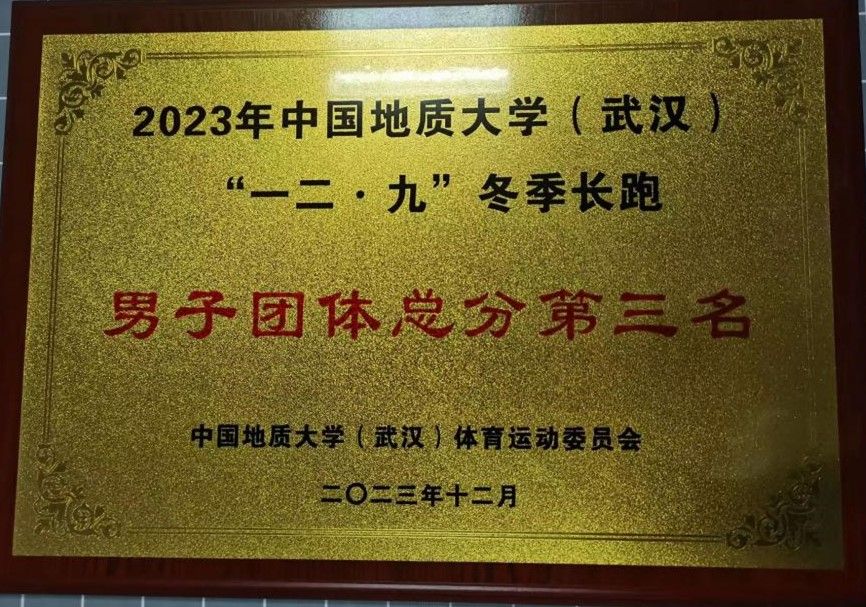 2023年中国地质大学（武汉）
“一二·九”冬季长跑
男子团体总分第三名
中国地质大学（武汉）体育运动委员会
二〇二三年十二月